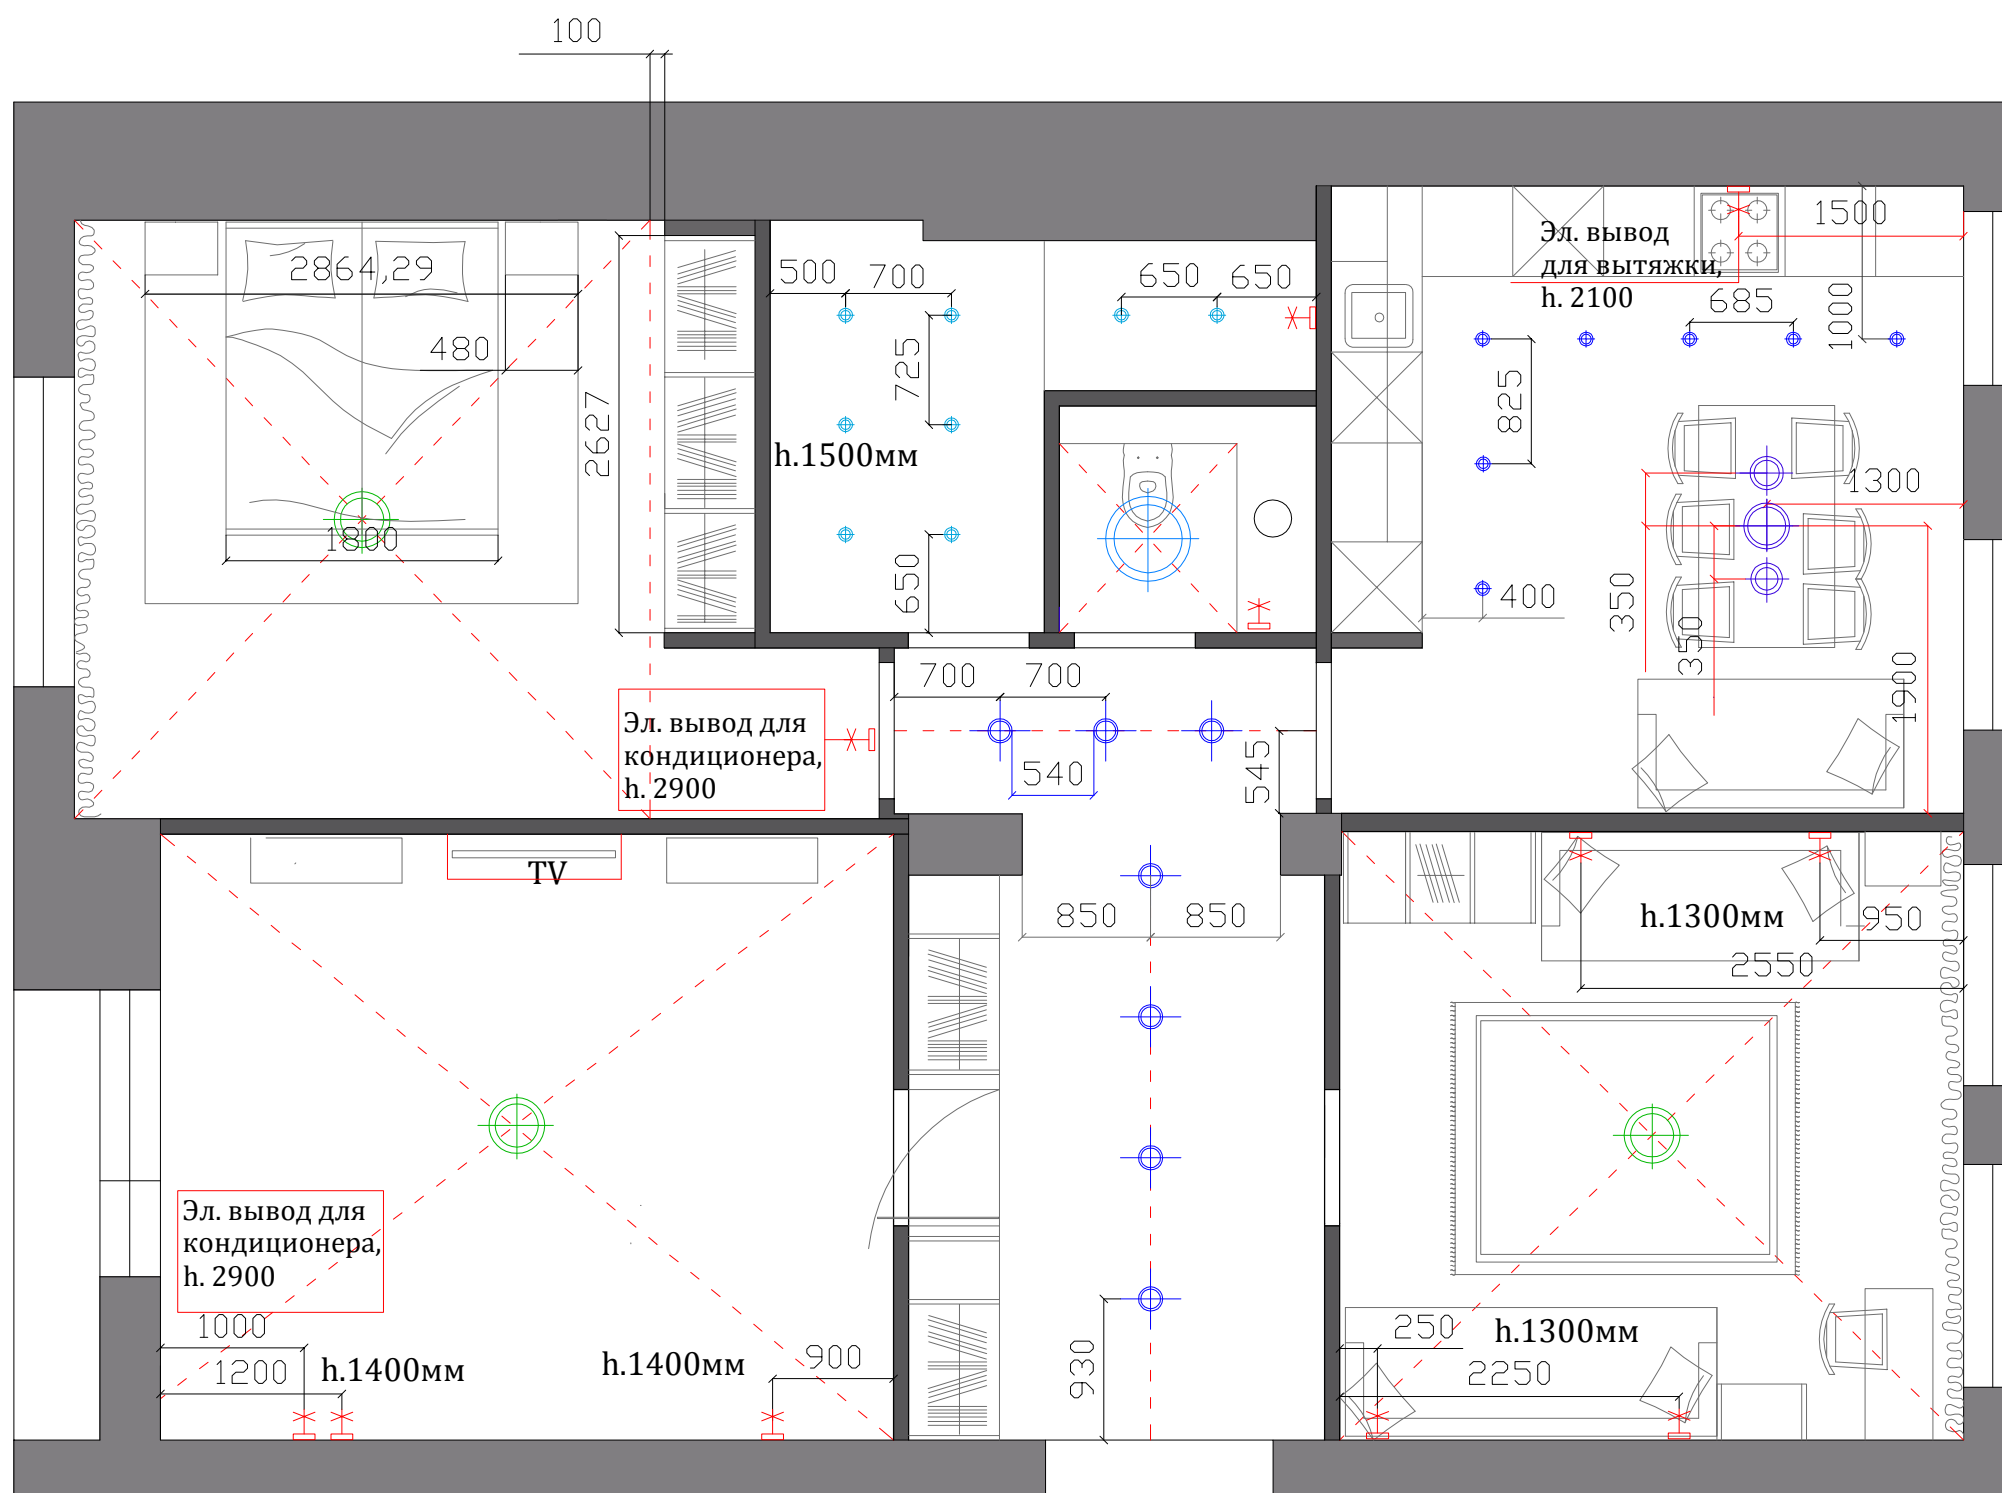 100
2864,29
480
1800
2627
500
700
725
650
650
650
h.1500мм
Эл. вывод
для вытяжки,
h. 2100
1500
1000
685
825
400
1300
350
350
1900
Эл. вывод для
кондиционера,
h. 2900
700
700
540
545
TV
850
850
930
Эл. вывод для
кондиционера,
h. 2900
1000
1200
h.1400мм
h.1400мм
900
h.1300мм
950
2550
250
h.1300мм
2250